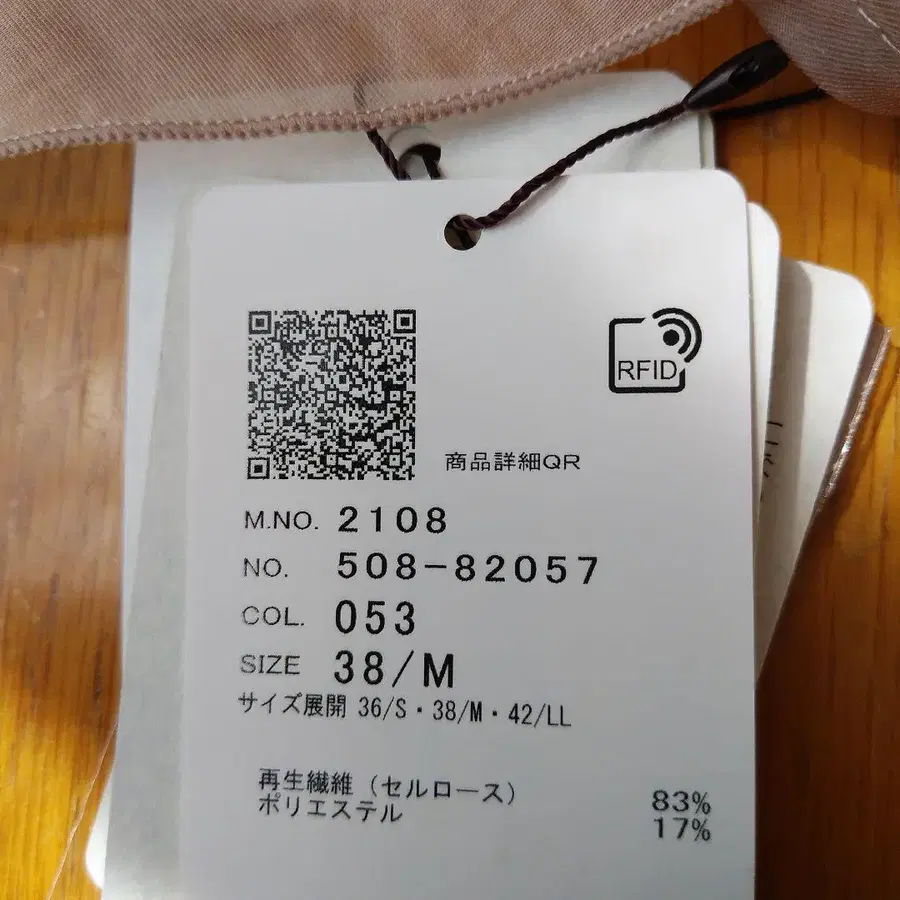 RFID
商品詳細QR
M.NO. 2108
NO. 508-82057
COL. 053
SIZE 38/M
サイズ展開 36/S・38/M・42/LL
再生繊維（セルロース） 83%
ポリエステル 17%